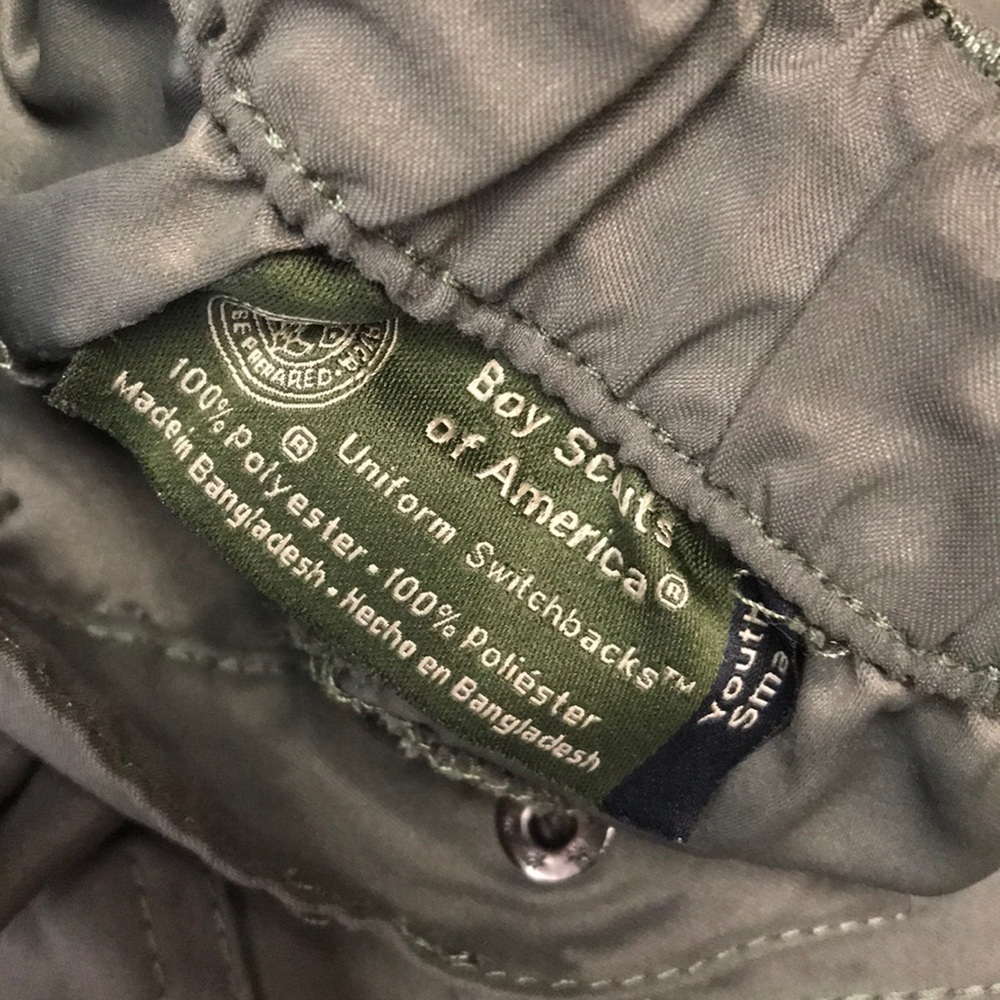 BE PREPARED
Boy Scouts
of America®
® Uniform Switchbacks™
100% Polyester • 100% Poliéster
Made in Bangladesh • Hecho en Bangladesh
Youth